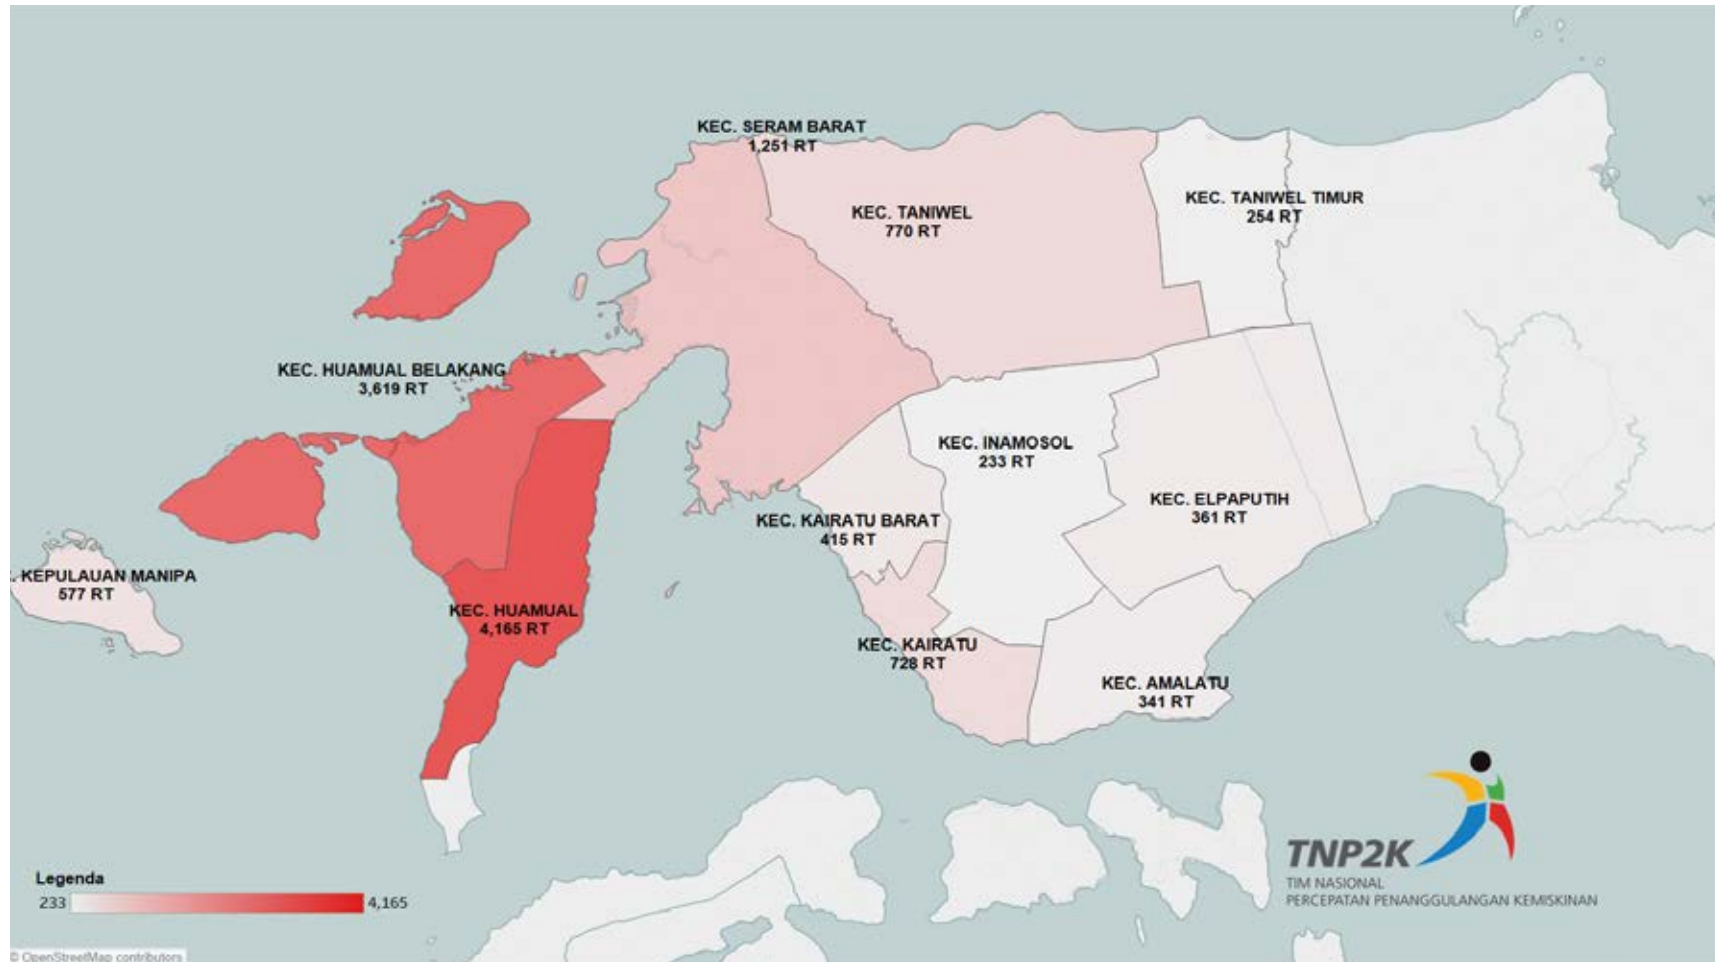 KEC. SERAM BARAT
1,251 RT
KEC. TANIWEL
770 RT
KEC. TANIWEL TIMUR
254 RT
KEC. HUAMUAL BELAKANG
3,619 RT
KEC. INAMOSOL
233 RT
KEC. ELPAPUTIH
361 RT
KEC. KAIRATU BARAT
415 RT
. KEPULAUAN MANIPA
577 RT
KEC. HUAMUAL
4,165 RT
KEC. KAIRATU
728 RT
KEC. AMALATU
341 RT
Legenda
233 4,165
TNP2K
TIM NASIONAL
PERCEPATAN PENANGGULANGAN KEMISKINAN
© OpenStreetMap contributors